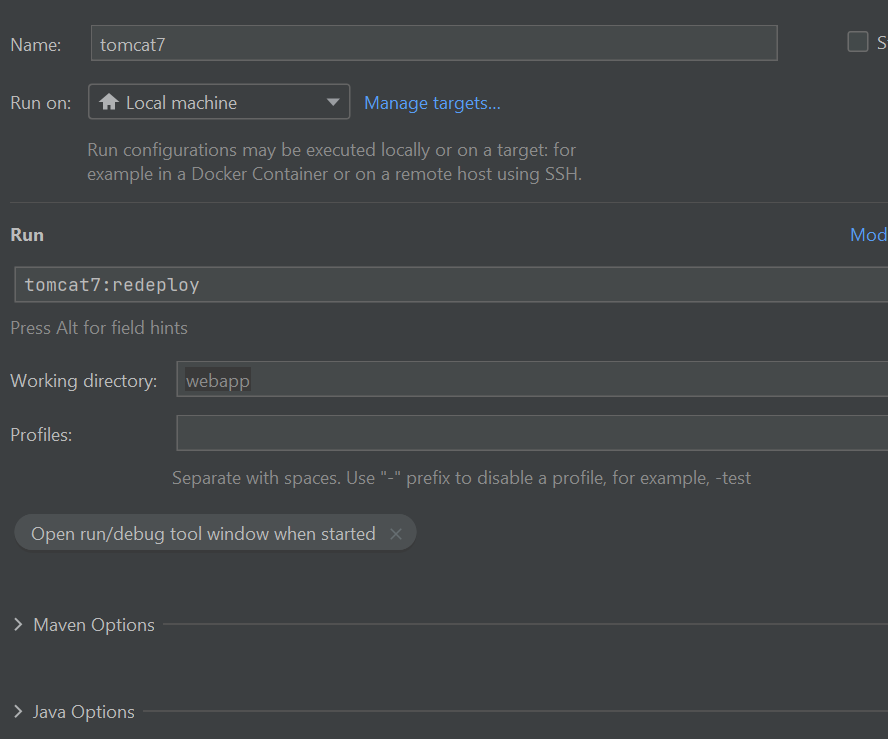 Name: tomcat7 S
Run on: Local machine Manage targets...
Run configurations may be executed locally or on a target: for
example in a Docker Container or on a remote host using SSH.
Run Mod
tomcat7:redeploy
Press Alt for field hints
Working directory: webapp
Profiles:
Separate with spaces. Use "-" prefix to disable a profile, for example, -test
Open run/debug tool window when started
Maven Options
Java Options